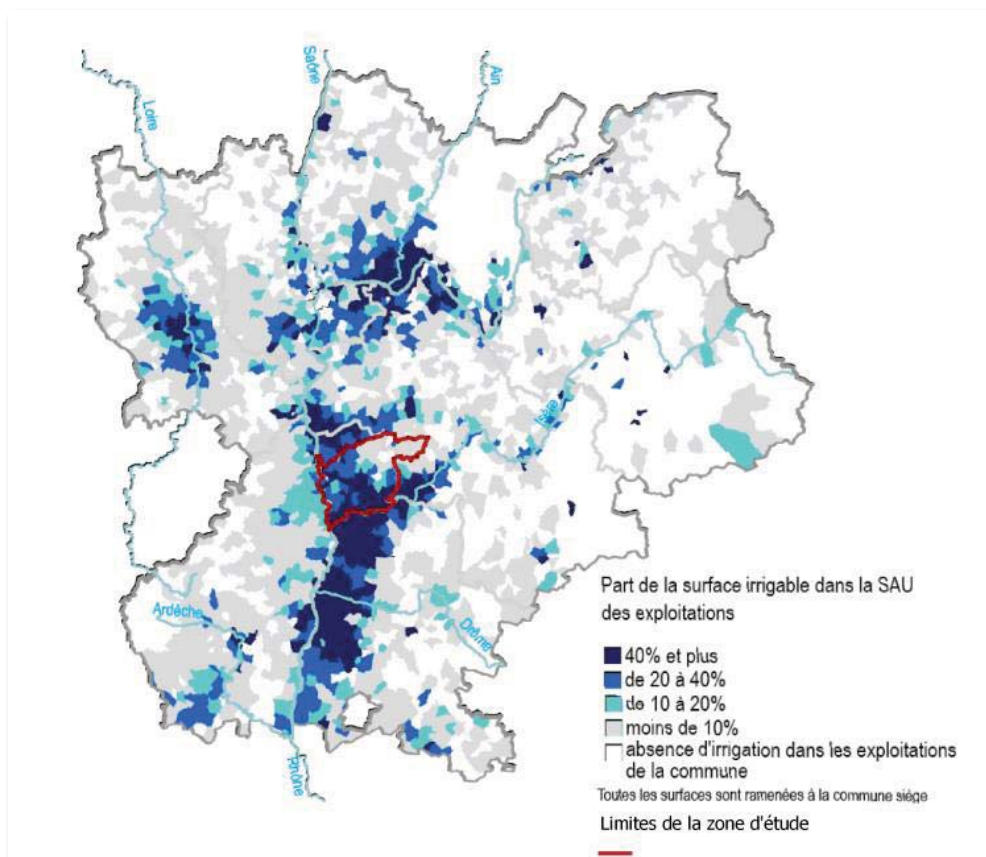 Saône
Ain
Loire
Isère
Ardèche
Drôme
Rhône
Part de la surface irrigable dans la SAU
des exploitations
40% et plus
de 20 à 40%
de 10 à 20%
moins de 10%
absence d'irrigation dans les exploitations
de la commune
Toutes les surfaces sont ramenées à la commune siège
Limites de la zone d'étude